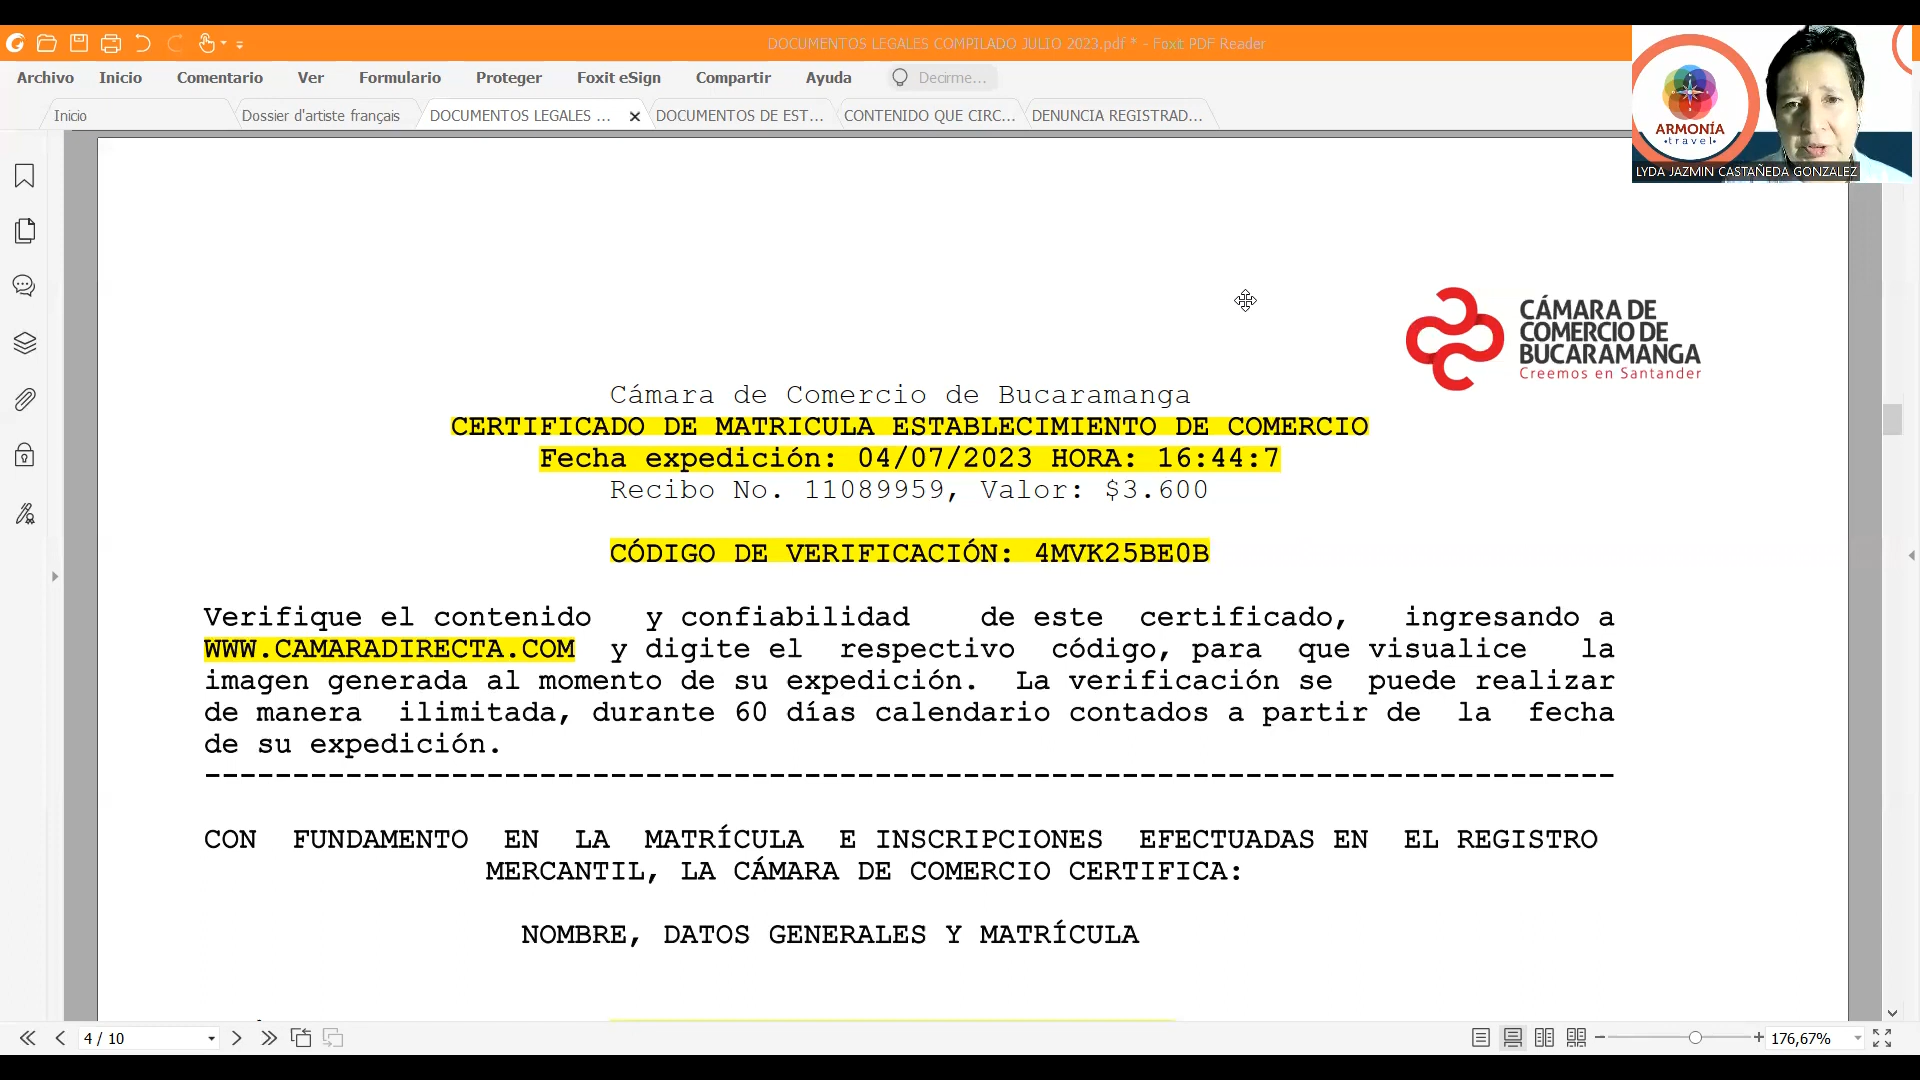 DOCUMENTOS LEGALES COMPILADO JULIO 2023.pdf * - Foxit PDF Reader
Archivo Inicio Comentario Ver Formulario Proteger Foxit eSign Compartir Ayuda Decirme...
Inicio Dossier d'artiste français DOCUMENTOS LEGALES ... DOCUMENTOS DE EST... CONTENIDO QUE CIRC... DENUNCIA REGISTRAD...
ARMONÍA
•travel•
LYDA JAZMIN CASTAÑEDA GONZALEZ
CÁMARA DE
COMERCIO DE
BUCARAMANGA
Creemos en Santander
Cámara de Comercio de Bucaramanga
CERTIFICADO DE MATRICULA ESTABLECIMIENTO DE COMERCIO
Fecha expedición: 04/07/2023 HORA: 16:44:7
Recibo No. 11089959, Valor: $3.600
CÓDIGO DE VERIFICACIÓN: 4MVK25BE0B
Verifique el contenido y confiabilidad de este certificado, ingresando a
WWW.CAMARADIRECTA.COM y digite el respectivo código, para que visualice la
imagen generada al momento de su expedición. La verificación se puede realizar
de manera ilimitada, durante 60 días calendario contados a partir de la fecha
de su expedición.
--------------------------------------------------------------------------------
CON FUNDAMENTO EN LA MATRÍCULA E INSCRIPCIONES EFECTUADAS EN EL REGISTRO
MERCANTIL, LA CÁMARA DE COMERCIO CERTIFICA:
NOMBRE, DATOS GENERALES Y MATRÍCULA
4 / 10
176,67%